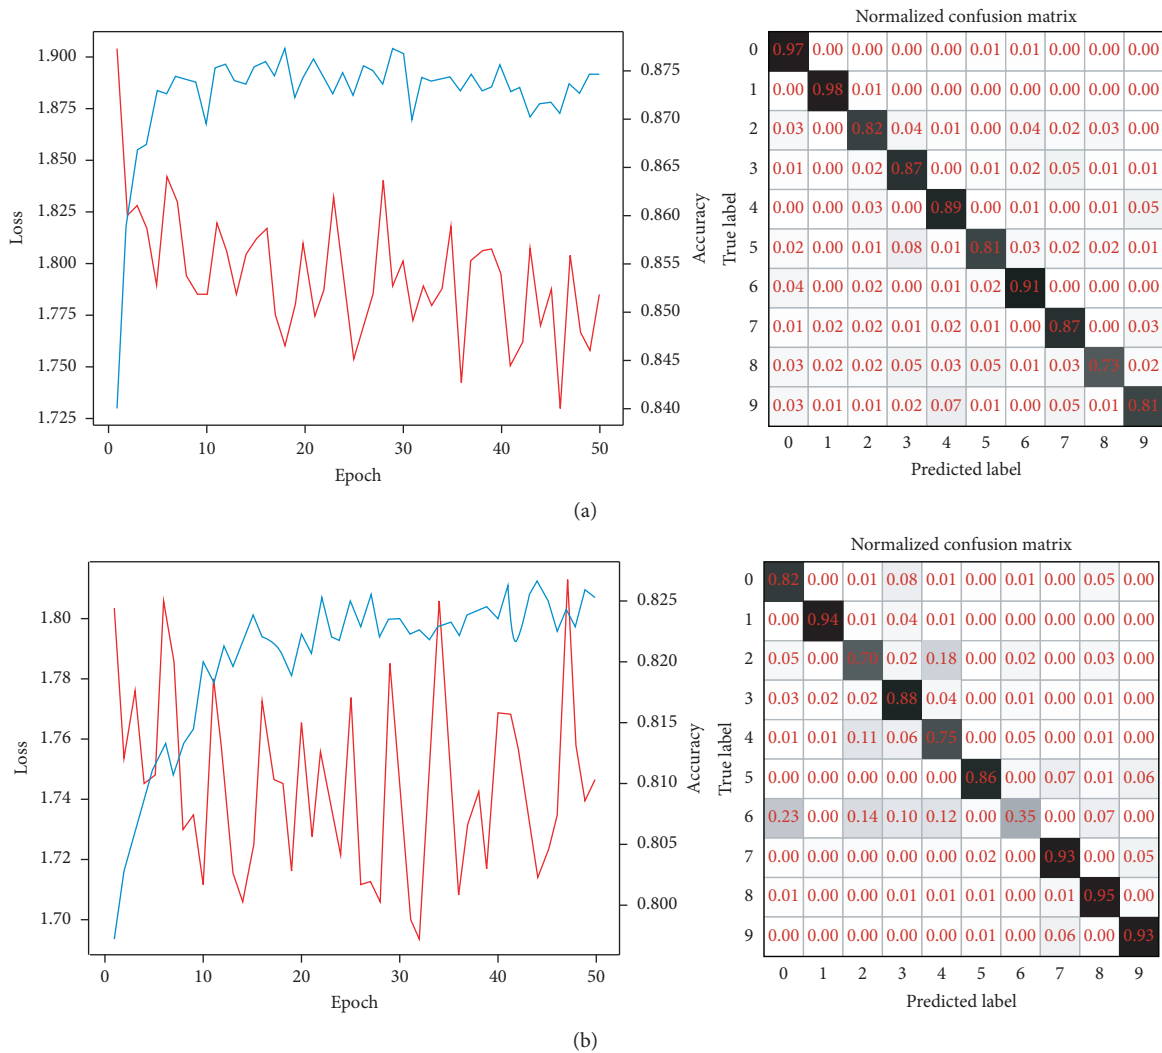 1.900
1.875
1.850
1.825
1.800
1.775
1.750
1.725
Loss
0.875
0.870
0.865
0.860
0.855
0.850
0.845
0.840
Accuracy
0 10 20 30 40 50
Epoch
Normalized confusion matrix
True label
0 0.97 0.00 0.00 0.00 0.00 0.01 0.01 0.00 0.00 0.00
1 0.00 0.98 0.01 0.00 0.00 0.00 0.00 0.00 0.00 0.00
2 0.03 0.00 0.82 0.04 0.01 0.00 0.04 0.02 0.03 0.00
3 0.01 0.00 0.02 0.87 0.00 0.01 0.02 0.05 0.01 0.01
4 0.00 0.00 0.03 0.00 0.89 0.00 0.01 0.00 0.01 0.05
5 0.02 0.00 0.01 0.08 0.01 0.81 0.03 0.02 0.02 0.01
6 0.04 0.00 0.02 0.00 0.01 0.02 0.91 0.00 0.00 0.00
7 0.01 0.02 0.02 0.01 0.02 0.01 0.00 0.87 0.00 0.03
8 0.03 0.02 0.02 0.05 0.03 0.05 0.01 0.03 0.73 0.02
9 0.03 0.01 0.01 0.02 0.07 0.01 0.00 0.05 0.01 0.81
0 1 2 3 4 5 6 7 8 9
Predicted label
(a)
1.80
1.78
1.76
1.74
1.72
1.70
Loss
0.825
0.820
0.815
0.810
0.805
0.800
Accuracy
0 10 20 30 40 50
Epoch
Normalized confusion matrix
True label
0 0.82 0.00 0.01 0.08 0.01 0.00 0.01 0.00 0.05 0.00
1 0.00 0.94 0.01 0.04 0.01 0.00 0.00 0.00 0.00 0.00
2 0.05 0.00 0.70 0.02 0.18 0.00 0.02 0.00 0.03 0.00
3 0.03 0.02 0.02 0.88 0.04 0.00 0.01 0.00 0.01 0.00
4 0.01 0.01 0.11 0.06 0.75 0.00 0.05 0.00 0.01 0.00
5 0.00 0.00 0.00 0.00 0.00 0.86 0.00 0.07 0.01 0.06
6 0.23 0.00 0.14 0.10 0.12 0.00 0.35 0.00 0.07 0.00
7 0.00 0.00 0.00 0.00 0.00 0.02 0.00 0.93 0.00 0.05
8 0.01 0.00 0.00 0.01 0.01 0.01 0.00 0.01 0.95 0.00
9 0.00 0.00 0.00 0.00 0.00 0.01 0.00 0.06 0.00 0.93
0 1 2 3 4 5 6 7 8 9
Predicted label
(b)